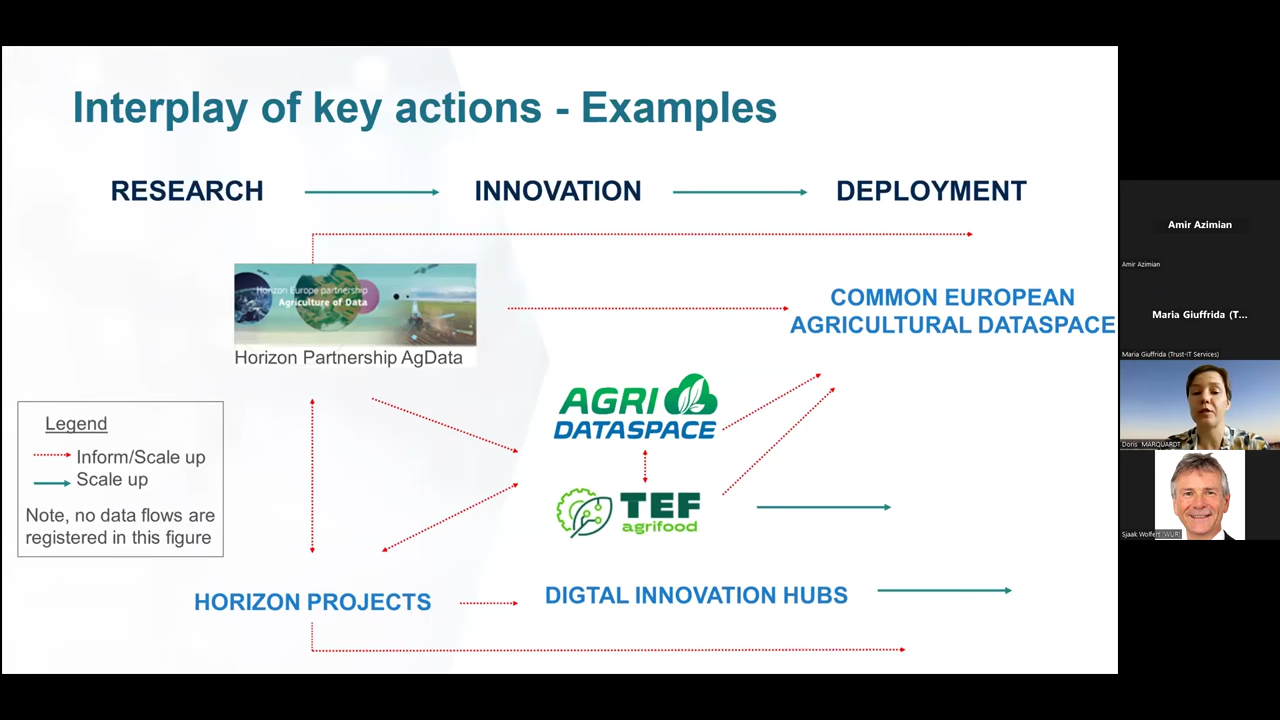 Interplay of key actions - Examples
RESEARCH
INNOVATION
DEPLOYMENT
Horizon Europe partnership
Agriculture of Data
Horizon Partnership AgData
COMMON EUROPEAN
AGRICULTURAL DATASPACE
AGRI
DATASPACE
TEF
agrifood
Legend
Inform/Scale up
Scale up
Note, no data flows are
registered in this figure
HORIZON PROJECTS
DIGTAL INNOVATION HUBS
Amir Azimian
Amir Azimian
Maria Giuffrida (T...
Maria Giuffrida (Trust-IT Services)
Doris MARQUARDT
Sjaak Wolfert (WUR)